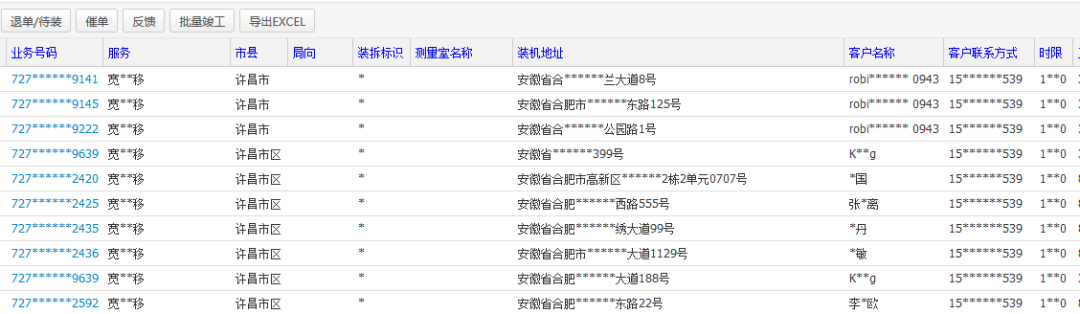 退单/待装 催单 反馈 批量竣工 导出EXCEL
业务号码 服务 市县 局向 装拆标识 测量室名称 装机地址 客户名称 客户联系方式 时限
727******9141 宽**移 许昌市 * 安徽省合******兰大道8号 robi****** 0943 15******539 1**0
727******9145 宽**移 许昌市 * 安徽省合肥市******东路125号 robi****** 0943 15******539 1**0
727******9222 宽**移 许昌市 * 安徽省合******公园路1号 robi****** 0943 15******539 1**0
727******9639 宽**移 许昌市区 * 安徽省******399号 K**g 15******539 1**0
727******2420 宽**移 许昌市区 * 安徽省合肥市高新区******2栋2单元0707号 *国 15******539 1**0
727******2425 宽**移 许昌市区 * 安徽省合肥******西路555号 张*离 15******539 1**0
727******2435 宽**移 许昌市区 * 安徽省合肥******绣大道99号 *丹 15******539 1**0
727******2436 宽**移 许昌市区 * 安徽省合肥市******大道1129号 *敏 15******539 1**0
727******9639 宽**移 许昌市区 * 安徽省合肥******大道188号 K**g 15******539 1**0
727******2592 宽**移 许昌市区 * 安徽省合肥******东路22号 李*欧 15******539 1**0